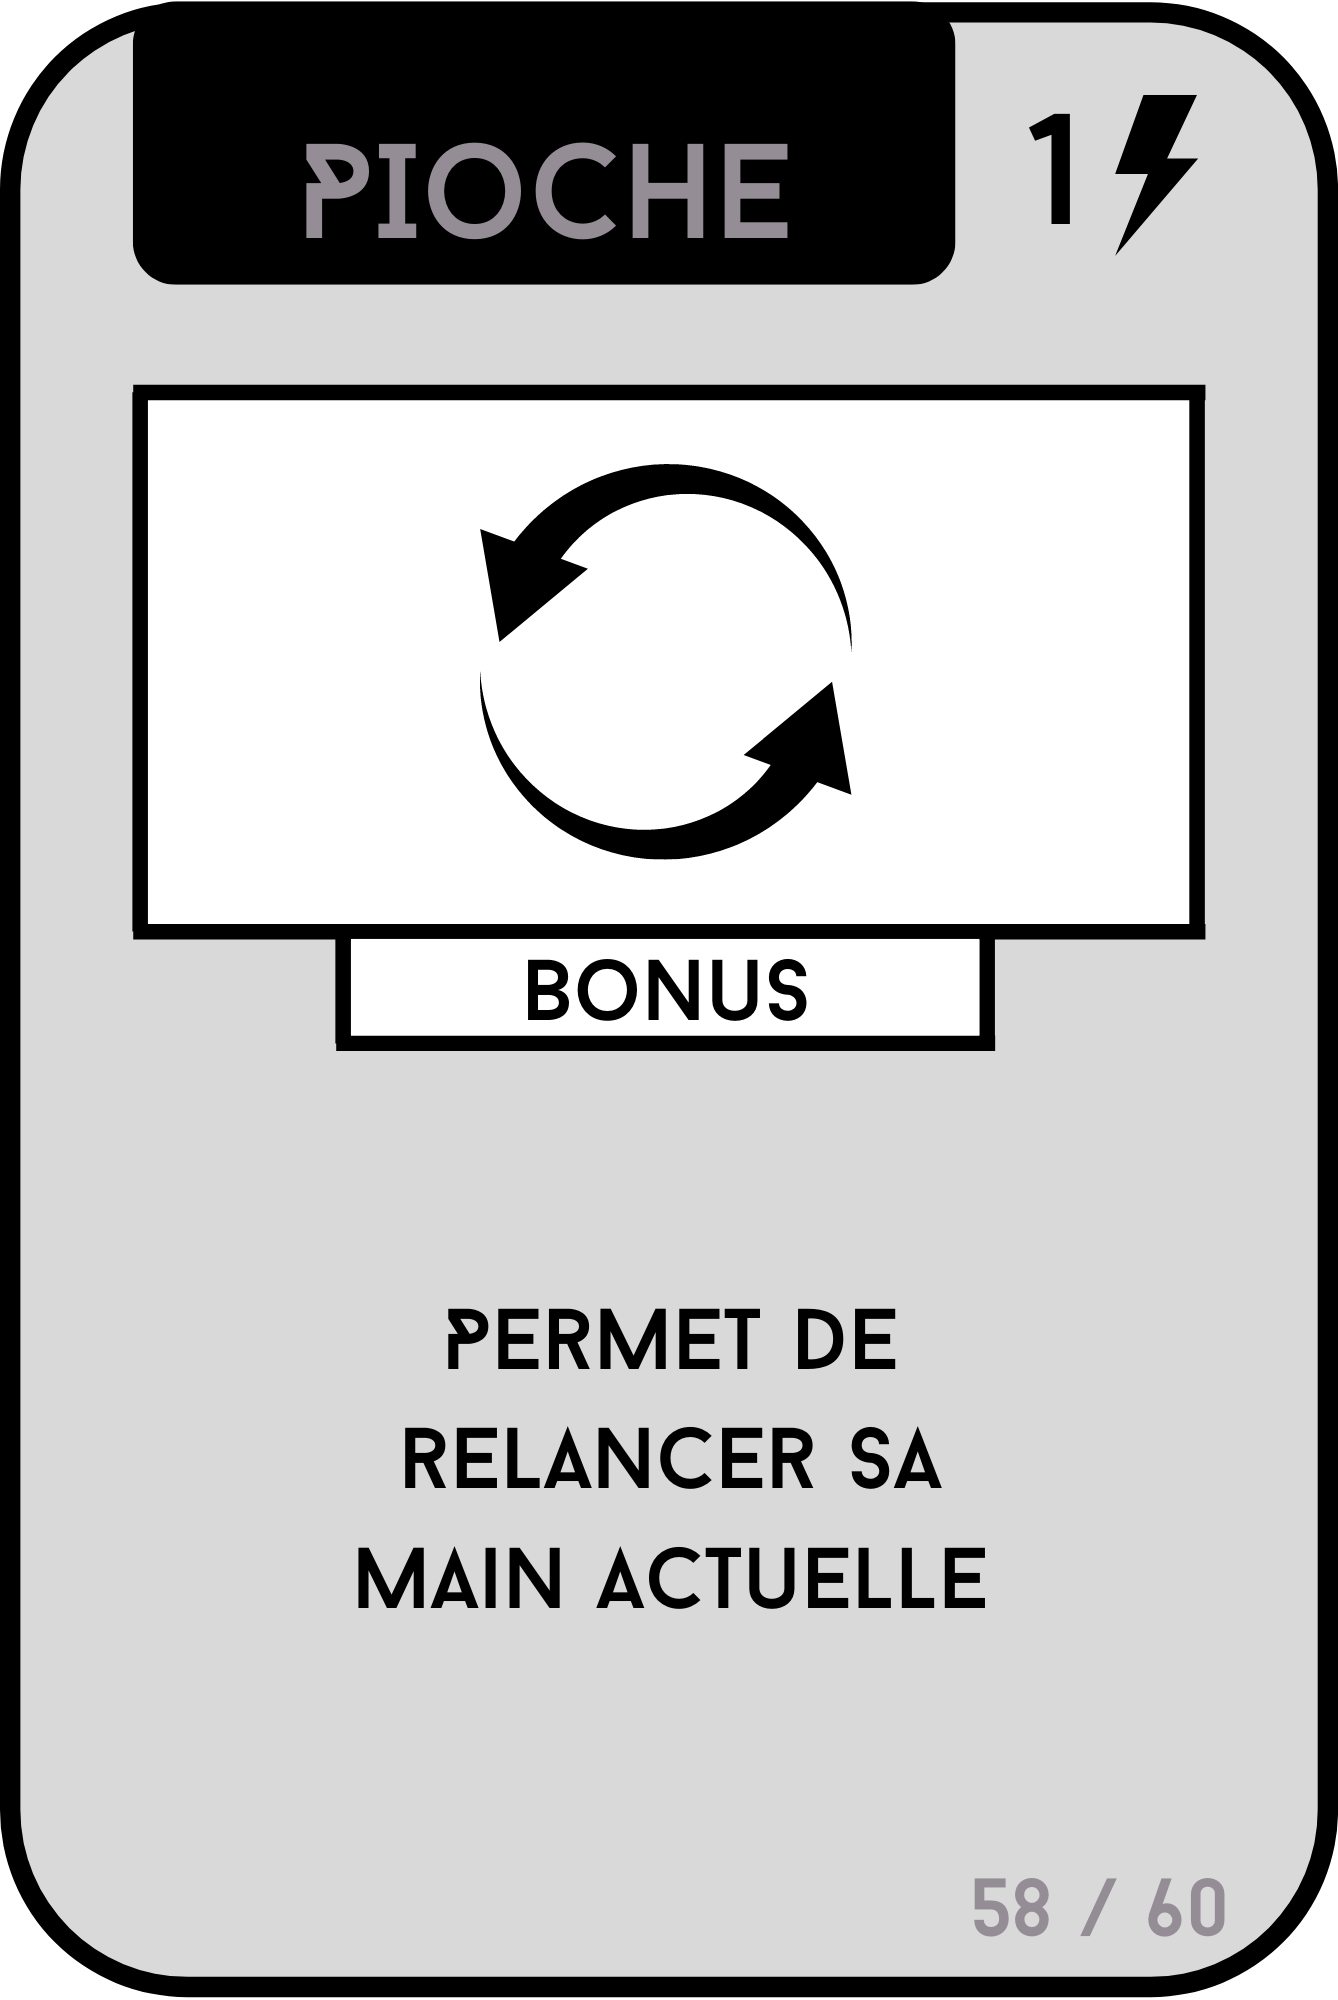 PIOCHE
1
BONUS
PERMET DE
RELANCER SA
MAIN ACTUELLE
58 / 60